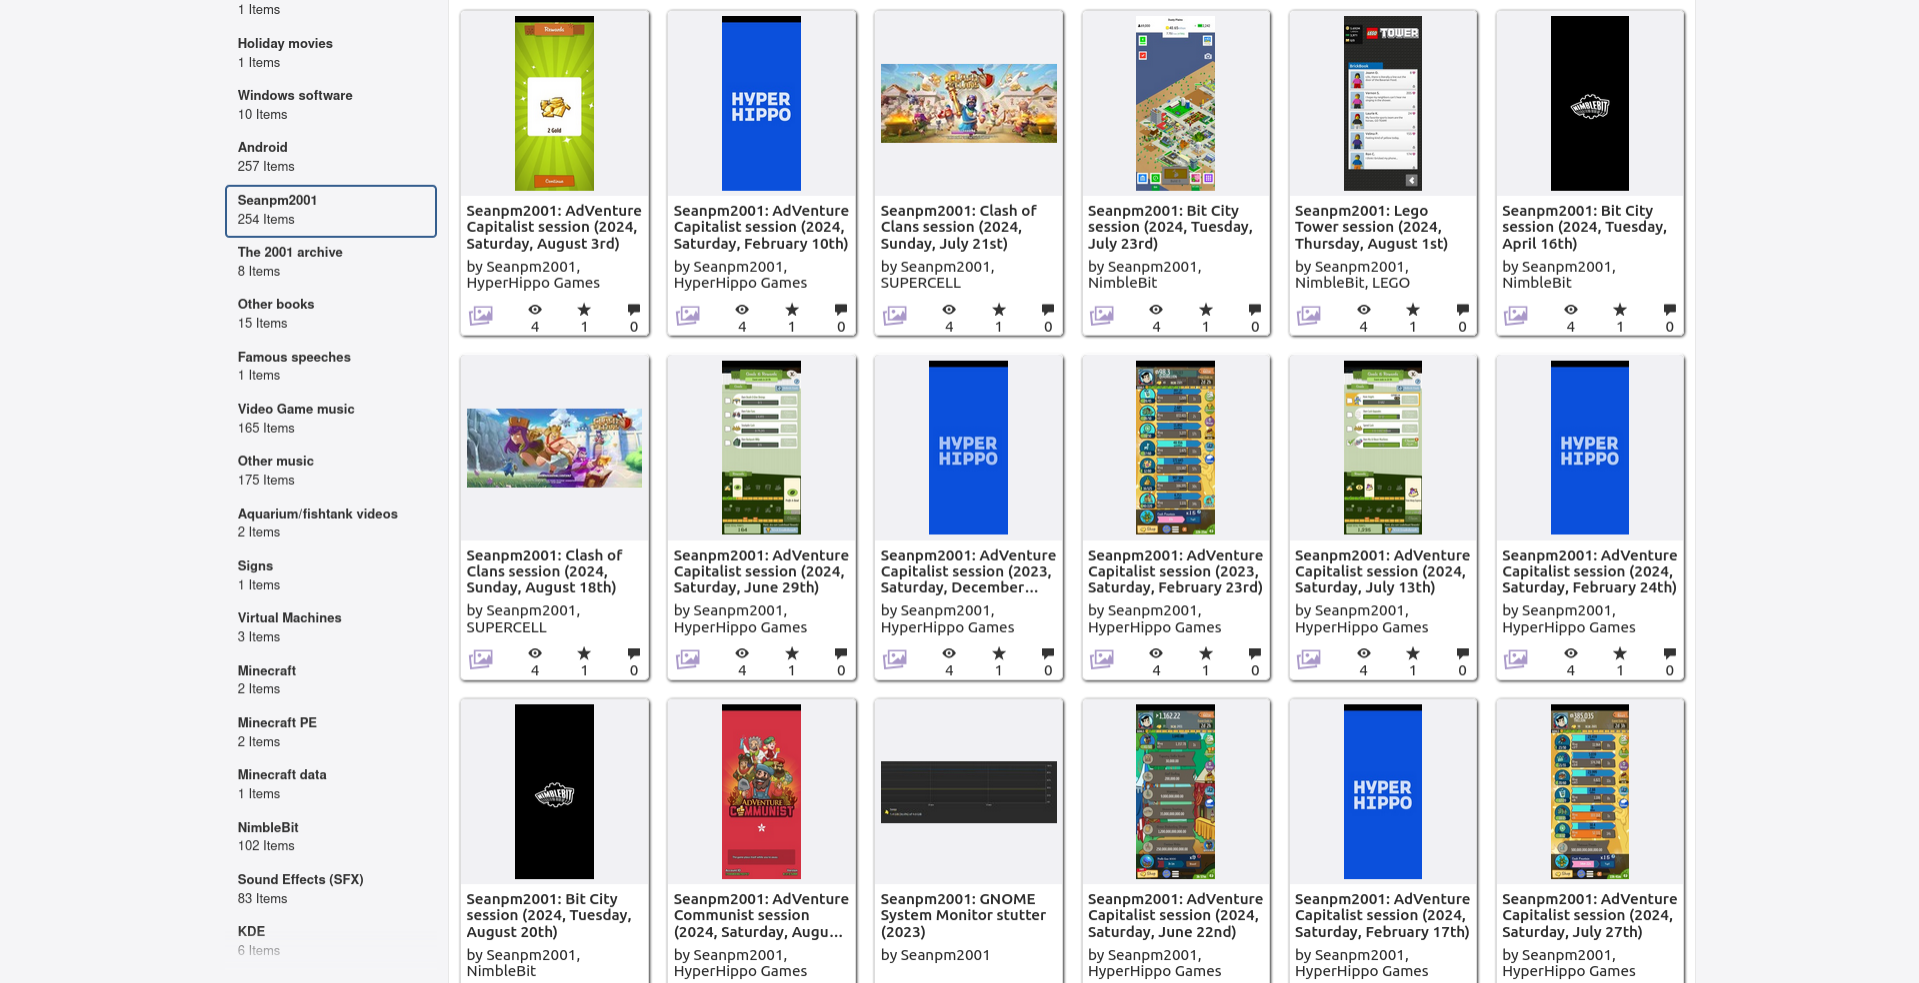 1 Items
Holiday movies
1 Items
Windows software
10 Items
Android
257 Items
Seanpm2001
254 Items
The 2001 archive
8 Items
Other books
15 Items
Famous speeches
1 Items
Video Game music
165 Items
Other music
175 Items
Aquarium/fishtank videos
2 Items
Signs
1 Items
Virtual Machines
3 Items
Minecraft
2 Items
Minecraft PE
2 Items
Minecraft data
1 Items
NimbleBit
102 Items
Sound Effects (SFX)
83 Items
KDE
6 Items
Rewards
2 Gold
Continue
Seanpm2001: AdVenture
Capitalist session (2024,
Saturday, August 3rd)
by Seanpm2001,
HyperHippo Games
4 1 0
HYPER
HIPPO
Seanpm2001: AdVenture
Capitalist session (2024,
Saturday, February 10th)
by Seanpm2001,
HyperHippo Games
4 1 0
Seanpm2001: Clash of
Clans session (2024,
Sunday, July 21st)
by Seanpm2001,
SUPERCELL
4 1 0
Seanpm2001: Bit City
session (2024, Tuesday,
July 23rd)
by Seanpm2001,
NimbleBit
4 1 0
LEGO TOWER
Seanpm2001: Lego
Tower session (2024,
Thursday, August 1st)
by Seanpm2001,
NimbleBit, LEGO
4 1 0
NIMBLEBIT
Seanpm2001: Bit City
session (2024, Tuesday,
April 16th)
by Seanpm2001,
NimbleBit
4 1 0
Seanpm2001: Clash of
Clans session (2024,
Sunday, August 18th)
by Seanpm2001,
SUPERCELL
4 1 0
Seanpm2001: AdVenture
Capitalist session (2024,
Saturday, June 29th)
by Seanpm2001,
HyperHippo Games
4 1 0
HYPER
HIPPO
Seanpm2001: AdVenture
Capitalist session (2023,
Saturday, December...
by Seanpm2001,
HyperHippo Games
4 1 0
Seanpm2001: AdVenture
Capitalist session (2023,
Saturday, February 23rd)
by Seanpm2001,
HyperHippo Games
4 1 0
Seanpm2001: AdVenture
Capitalist session (2024,
Saturday, July 13th)
by Seanpm2001,
HyperHippo Games
4 1 0
HYPER
HIPPO
Seanpm2001: AdVenture
Capitalist session (2024,
Saturday, February 24th)
by Seanpm2001,
HyperHippo Games
4 1 0
NIMBLEBIT
Seanpm2001: Bit City
session (2024, Tuesday,
August 20th)
by Seanpm2001,
NimbleBit
ADVENTURE
COMMUNIST
Seanpm2001: AdVenture
Communist session
(2024, Saturday, Augu...
by Seanpm2001,
HyperHippo Games
Seanpm2001: GNOME
System Monitor stutter
(2023)
by Seanpm2001
Seanpm2001: AdVenture
Capitalist session (2024,
Saturday, June 22nd)
by Seanpm2001,
HyperHippo Games
HYPER
HIPPO
Seanpm2001: AdVenture
Capitalist session (2024,
Saturday, February 17th)
by Seanpm2001,
HyperHippo Games
Seanpm2001: AdVenture
Capitalist session (2024,
Saturday, July 27th)
by Seanpm2001,
HyperHippo Games